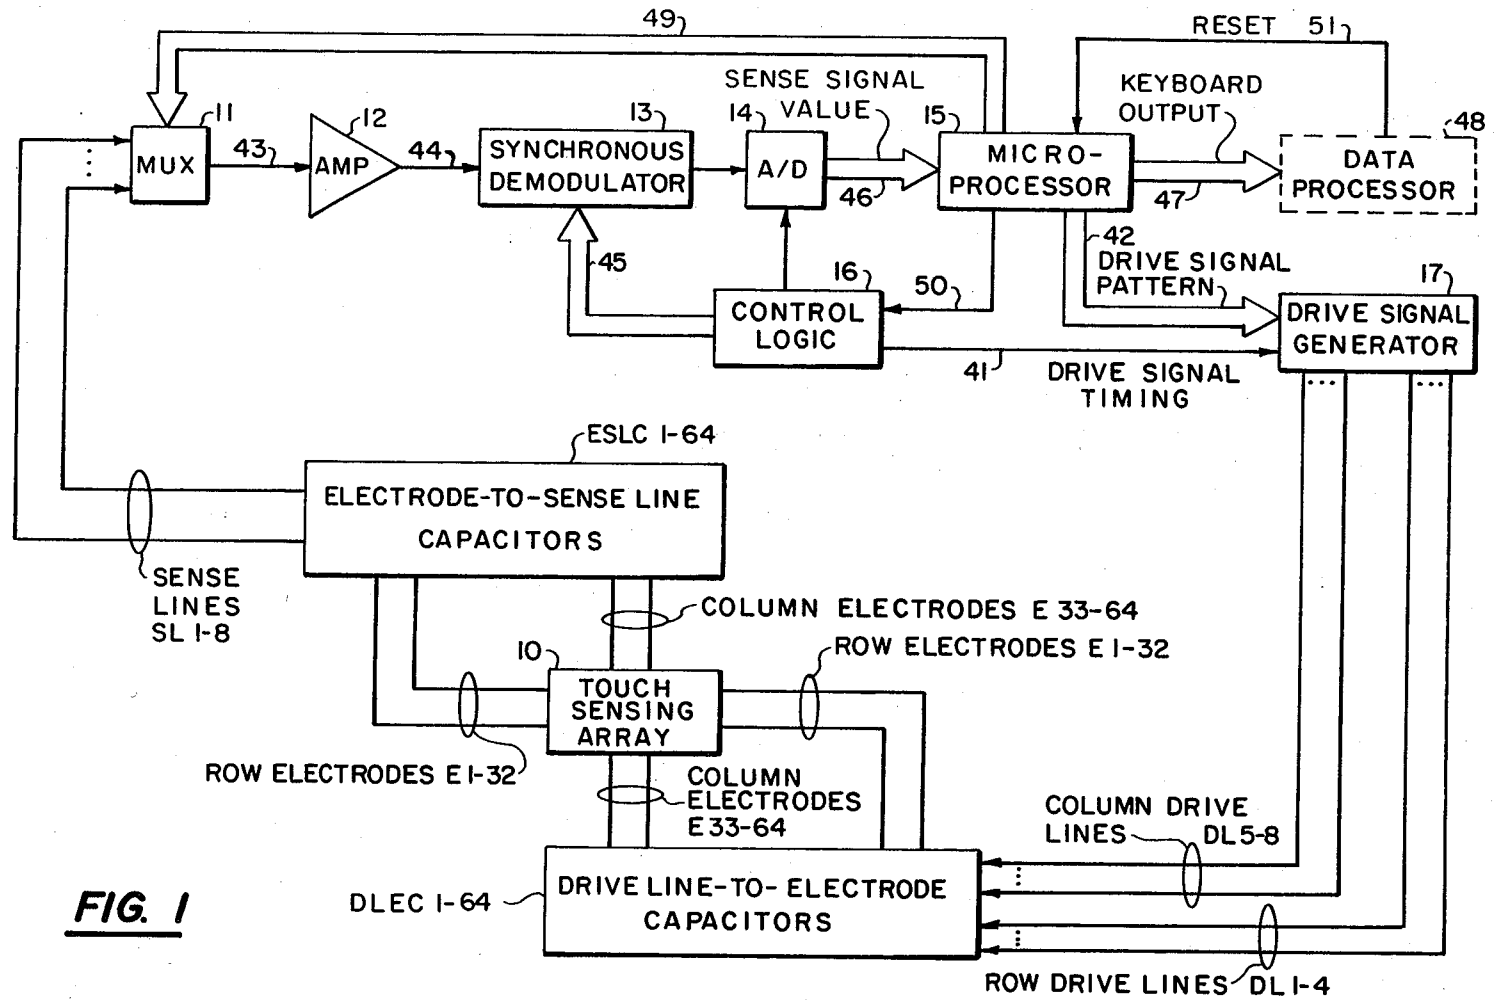 49
RESET 51
SENSE SIGNAL
VALUE
KEYBOARD
OUTPUT
11
12
13
14
15
48
MUX
43
AMP
44
SYNCHRONOUS
DEMODULATOR
A/D
46
MICRO-
PROCESSOR
47
DATA
PROCESSOR
45
16
50
42
DRIVE SIGNAL
PATTERN
17
CONTROL
LOGIC
DRIVE SIGNAL
GENERATOR
41
DRIVE SIGNAL
TIMING
ESLC 1-64
ELECTRODE-TO-SENSE LINE
CAPACITORS
SENSE
LINES
SL 1-8
COLUMN ELECTRODES E 33-64
10
ROW ELECTRODES E 1-32
TOUCH
SENSING
ARRAY
ROW ELECTRODES E 1-32
COLUMN
ELECTRODES
E 33-64
COLUMN DRIVE
LINES DL 5-8
DLEC 1-64
DRIVE LINE-TO-ELECTRODE
CAPACITORS
FIG. 1
ROW DRIVE LINES DL 1-4